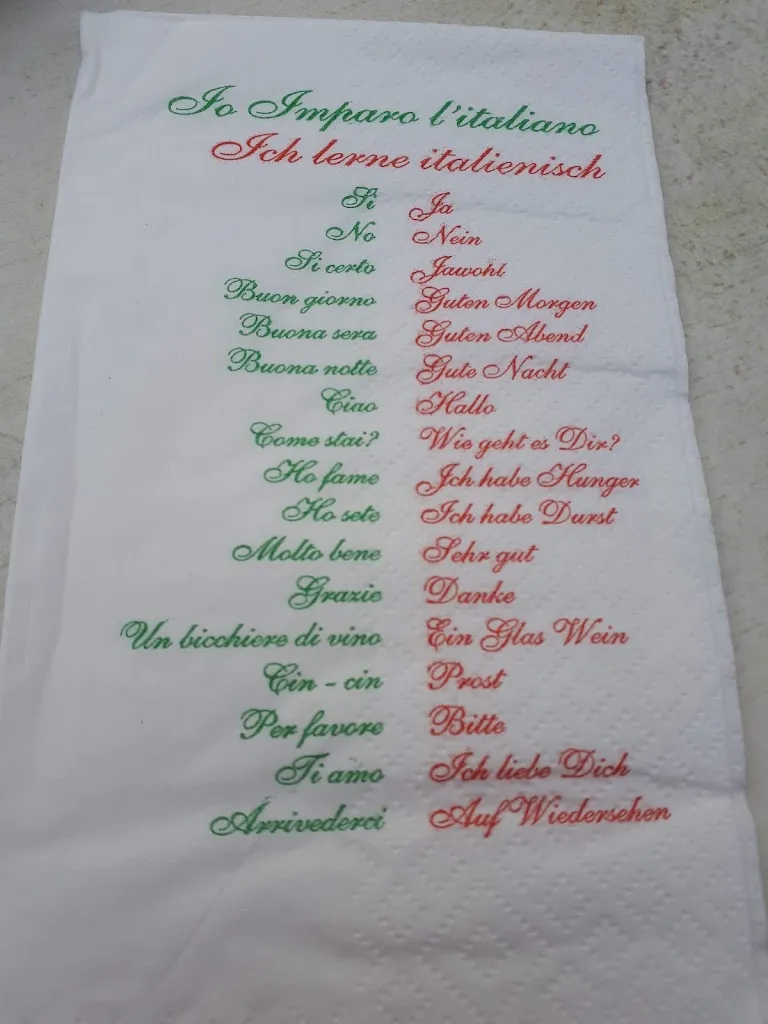 Io Imparo l'italiano
Ich lerne italienisch
Si Ja
No Nein
Si certo Jawohl
Buon giorno Guten Morgen
Buona sera Guten Abend
Buona notte Gute Nacht
Ciao Hallo
Come stai? Wie geht es Dir?
Ho fame Ich habe Hunger
Ho sete Ich habe Durst
Molto bene Sehr gut
Grazie Danke
Un bicchiere di vino Ein Glas Wein
Cin - cin Prost
Per favore Bitte
Ti amo Ich liebe Dich
Arrivederci Auf Wiedersehen